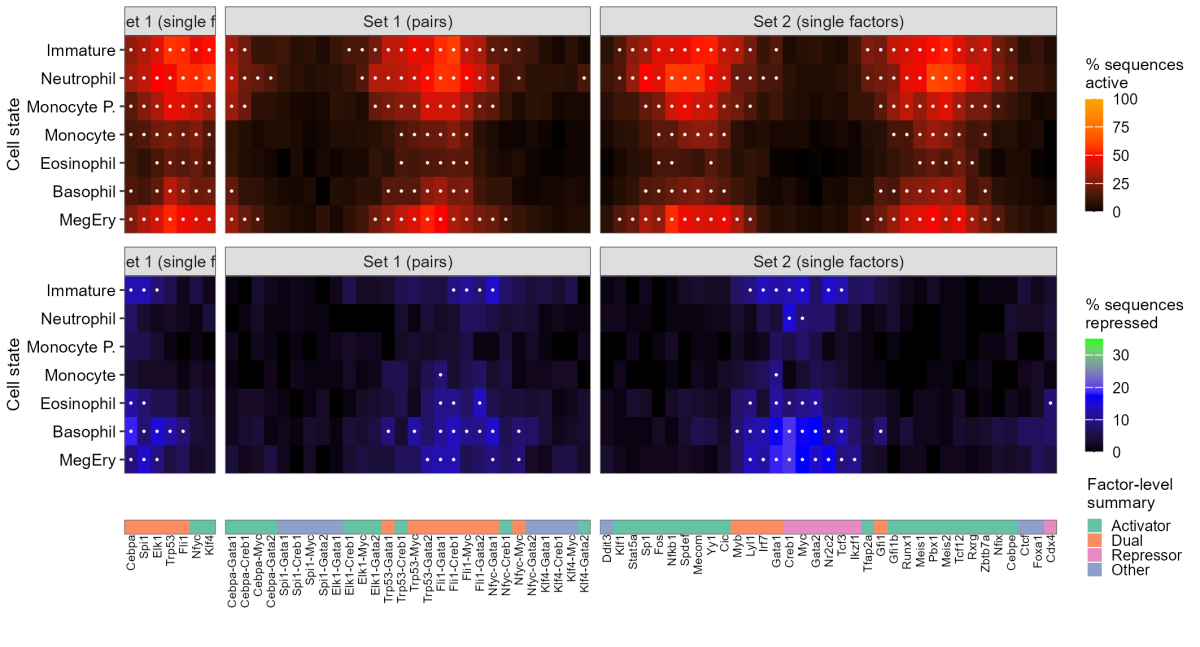 et 1 (single f
Set 1 (pairs)
Set 2 (single factors)
Cell state
Immature
Neutrophil
Monocyte P.
Monocyte
Eosinophil
Basophil
MegEry
% sequences
active
100
75
50
25
0
et 1 (single f
Set 1 (pairs)
Set 2 (single factors)
Cell state
Immature
Neutrophil
Monocyte P.
Monocyte
Eosinophil
Basophil
MegEry
% sequences
repressed
30
20
10
0
Factor-level
summary
Activator
Dual
Repressor
Other
Cebpa
Spi1
Elk1
Trp53
Fli1
Nfyc
Klf4
Cebpa-Gata1
Cebpa-Creb1
Cebpa-Myc
Cebpa-Gata2
Spi1-Gata1
Spi1-Creb1
Spi1-Myc
Spi1-Gata2
Elk1-Gata1
Elk1-Creb1
Elk1-Myc
Elk1-Gata2
Trp53-Gata1
Trp53-Creb1
Trp53-Myc
Trp53-Gata2
Fli1-Gata1
Fli1-Creb1
Fli1-Myc
Fli1-Gata2
Nfyc-Gata1
Nfyc-Creb1
Nfyc-Myc
Nfyc-Gata2
Klf4-Gata1
Klf4-Creb1
Klf4-Myc
Klf4-Gata2
Ddit3
Klf1
Stat5a
Sp1
Fos
Nfkb
Spdef
Mecom
Yy1
Cic
Myb
Lyl1
Irf7
Gata1
Creb1
Myc
Gata2
Nr2c2
Tcf3
Ikzf1
Tfap2a
Gfi1
Gfi1b
Runx1
Meis1
Pbx1
Meis2
Tcf12
Rxrg
Zbtb7a
Nfix
Cebpe
Ctcf
Foxa1
Cdx4